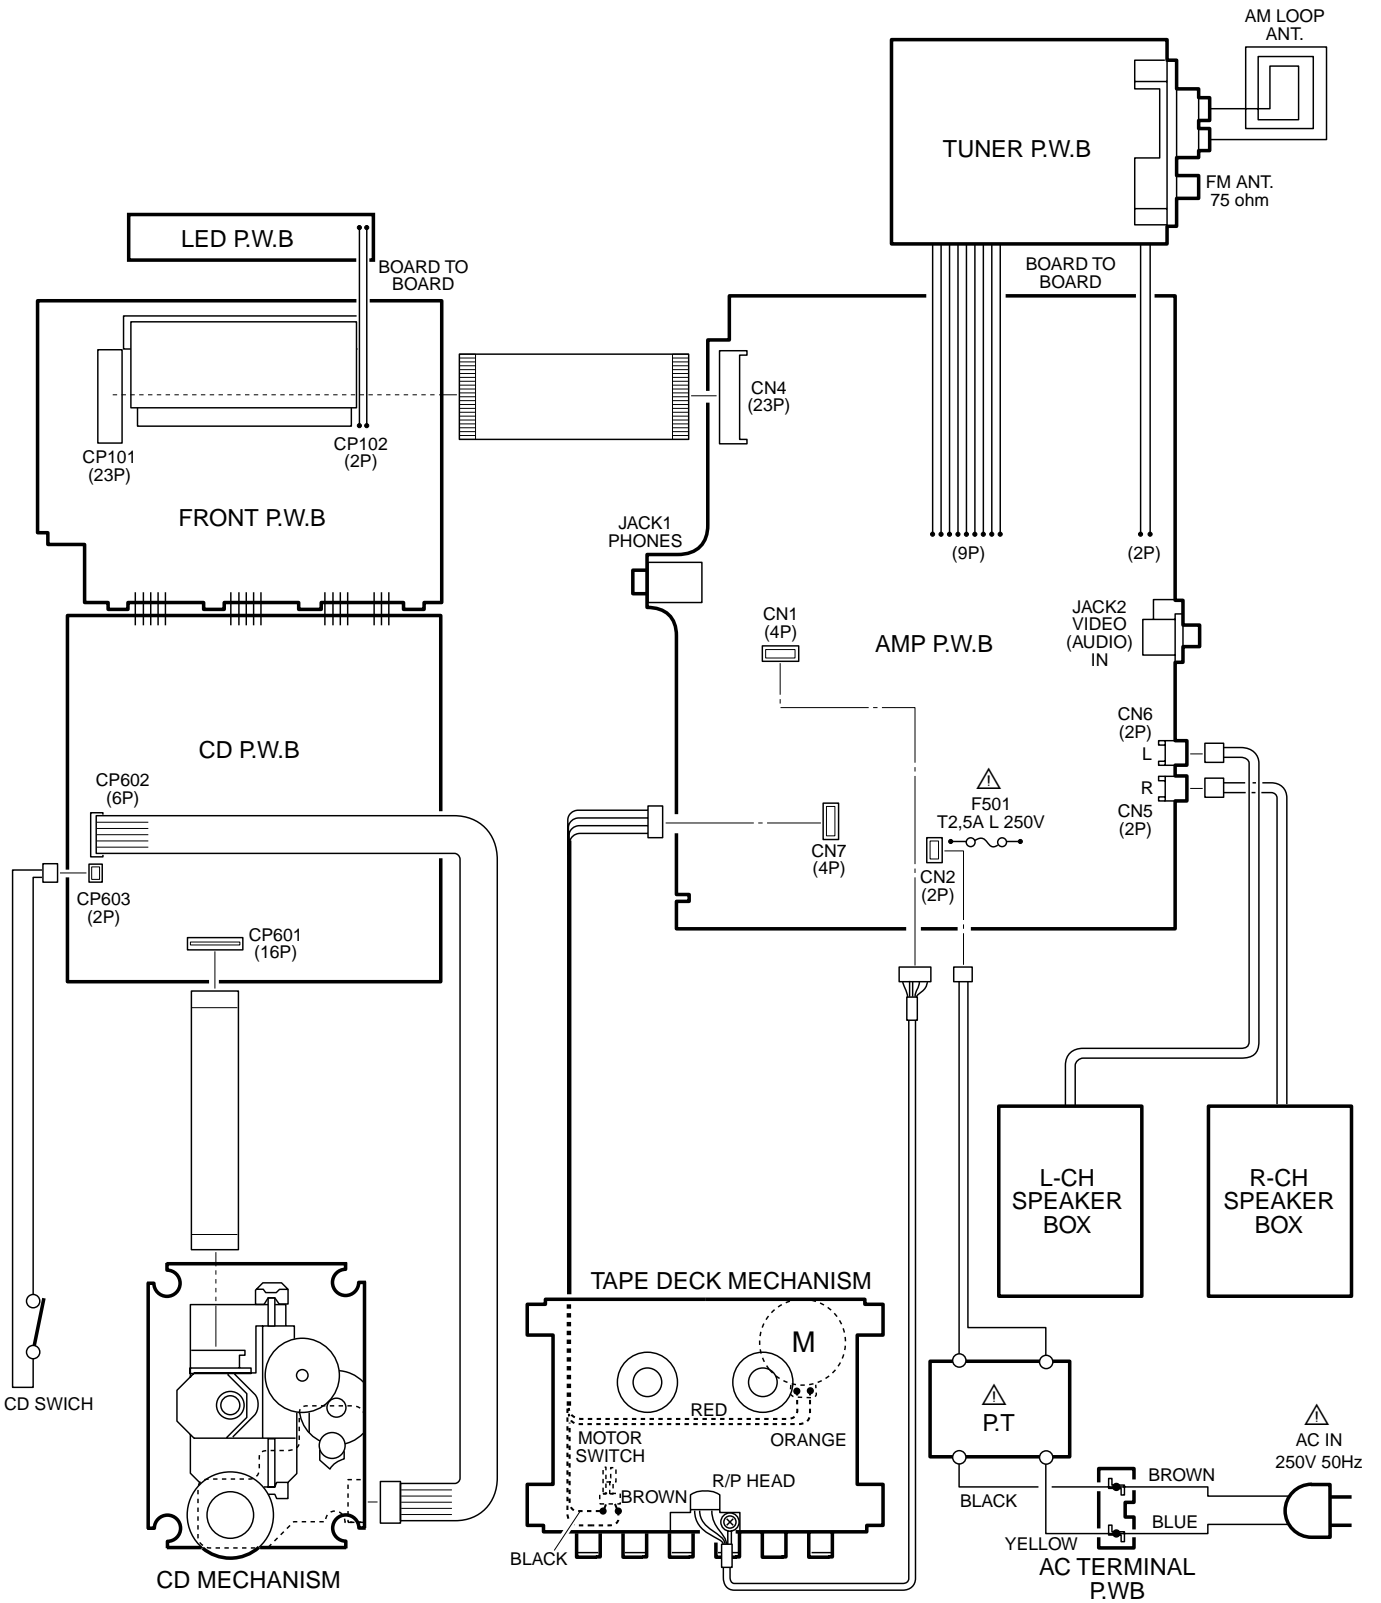 AM LOOP
ANT.
TUNER P.W.B
FM ANT.
75 ohm
LED P.W.B
BOARD TO
BOARD
BOARD TO
BOARD
CN4
(23P)
CP101
(23P)
CP102
(2P)
FRONT P.W.B
JACK1
PHONES
(9P)
(2P)
CN1
(4P)
AMP P.W.B
JACK2
VIDEO
(AUDIO)
IN
CN6
(2P)
L
R
CN5
(2P)
CD P.W.B
CP602
(6P)
F501
T2,5A L 250V
CN7
(4P)
CN2
(2P)
CP603
(2P)
CP601
(16P)
L-CH
SPEAKER
BOX
R-CH
SPEAKER
BOX
TAPE DECK MECHANISM
M
CD SWICH
RED
ORANGE
MOTOR
SWITCH
R/P HEAD
BROWN
BLACK
P.T
AC IN
250V 50Hz
BROWN
BLACK
BLUE
YELLOW
AC TERMINAL
P.WB
CD MECHANISM